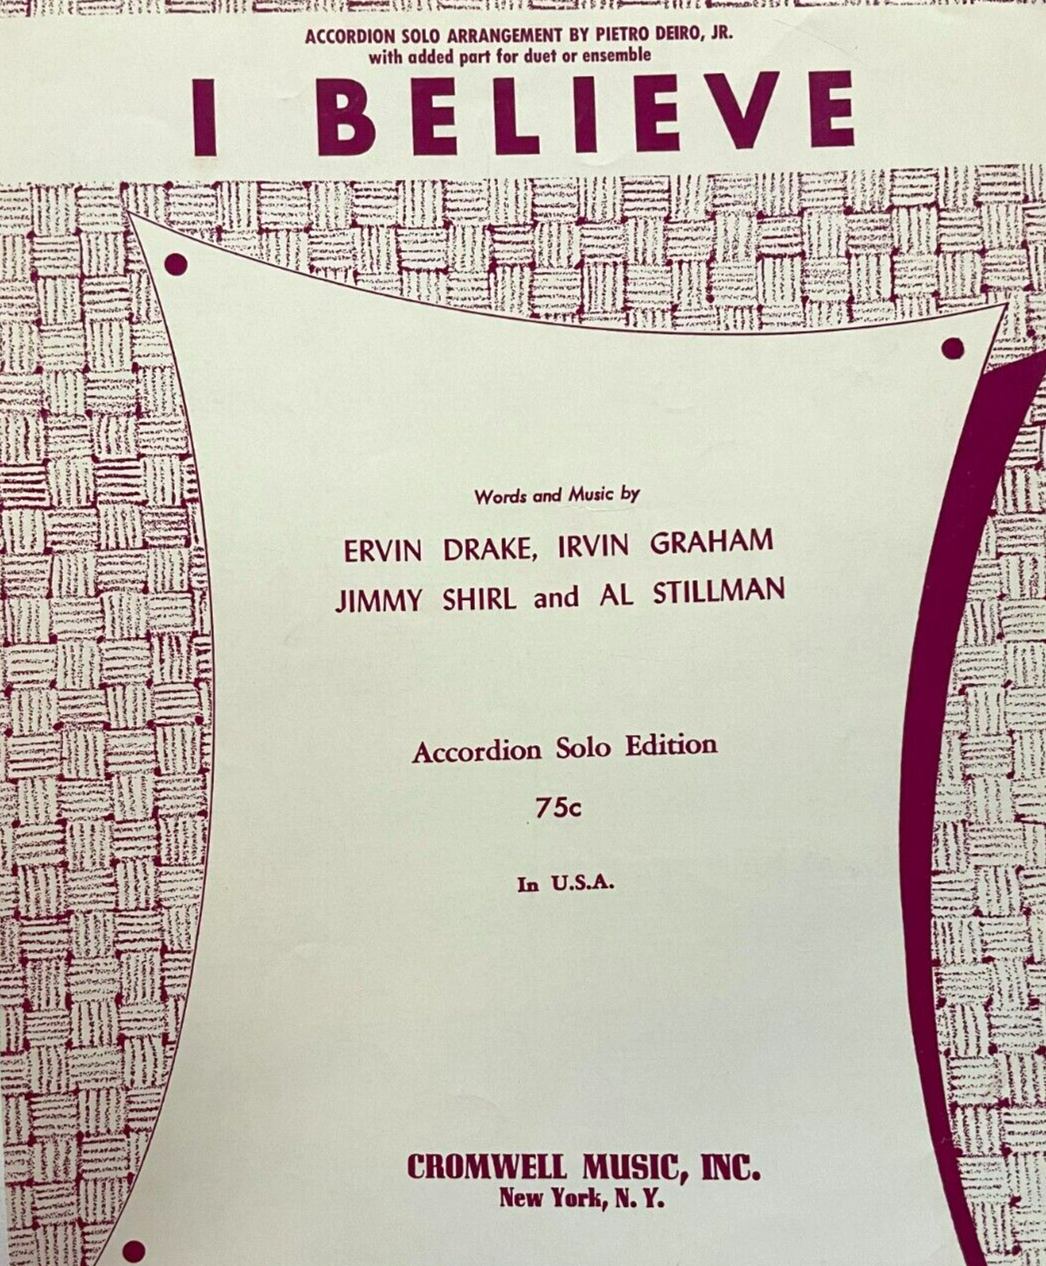 ACCORDION SOLO ARRANGEMENT BY PIETRO DEIRO, JR.
with added part for duet or ensemble
I BELIEVE
Words and Music by
ERVIN DRAKE, IRVIN GRAHAM
JIMMY SHIRL and AL STILLMAN
Accordion Solo Edition
75c
In U.S.A.
CROMWELL MUSIC, INC.
New York, N. Y.